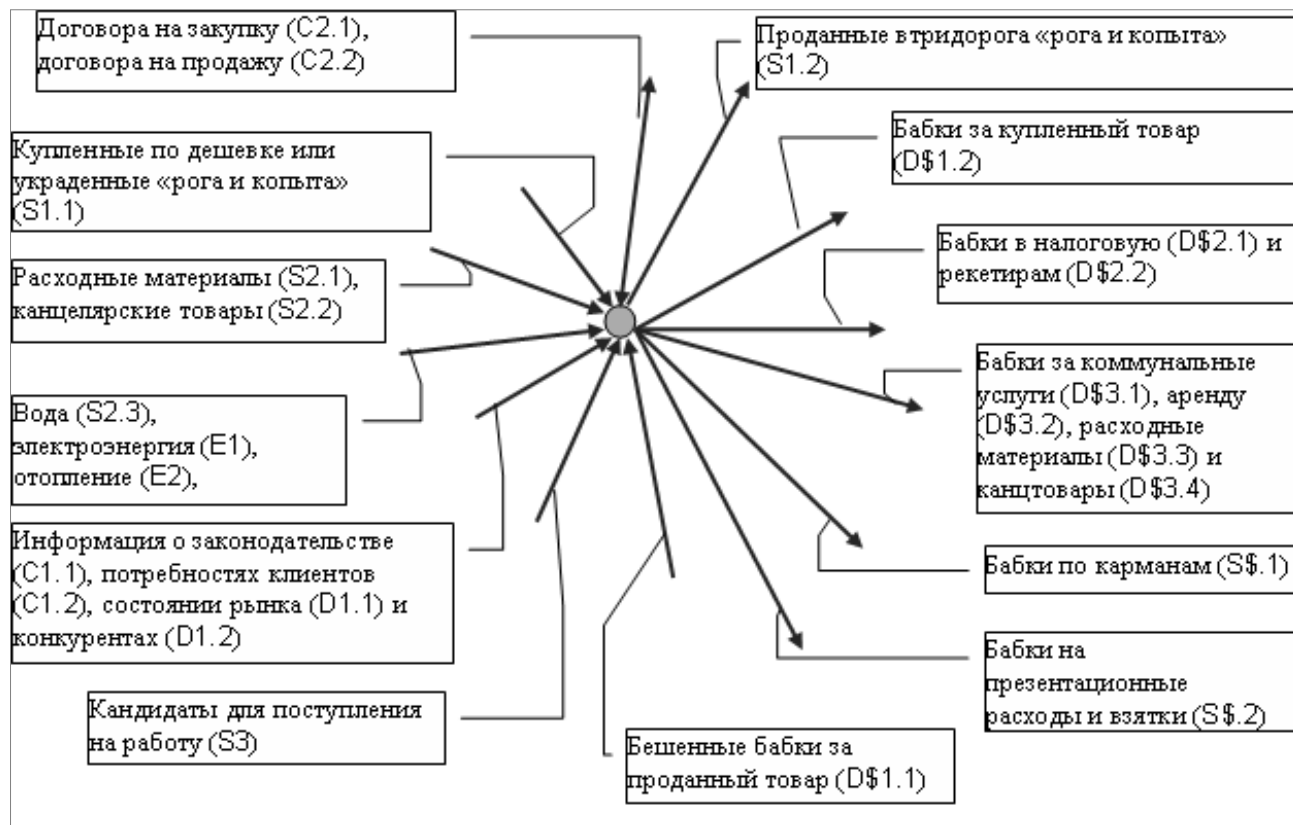 Договора на закупку (С2.1),
договора на продажу (С2.2)
Купленные по дешевке или
украденные «рога и копыта»
(S1.1)
Расходные материалы (S2.1),
канцелярские товары (S2.2)
Вода (S2.3),
электроэнергия (E1),
отопление (E2),
Информация о законодательстве
(С1.1), потребностях клиентов
(С1.2), состоянии рынка (D1.1) и
конкурентах (D1.2)
Кандидаты для поступления
на работу (S3)
Бешенные бабки за
проданный товар (D$1.1)
Проданные втридорога «рога и копыта»
(S1.2)
Бабки за купленный товар
(D$1.2)
Бабки в налоговую (D$2.1) и
рекетирам (D$2.2)
Бабки за коммунальные
услуги (D$3.1), аренду
(D$3.2), расходные
материалы (D$3.3) и
канцтовары (D$3.4)
Бабки по карманам (S$.1)
Бабки на
презентационные
расходы и взятки (S$.2)